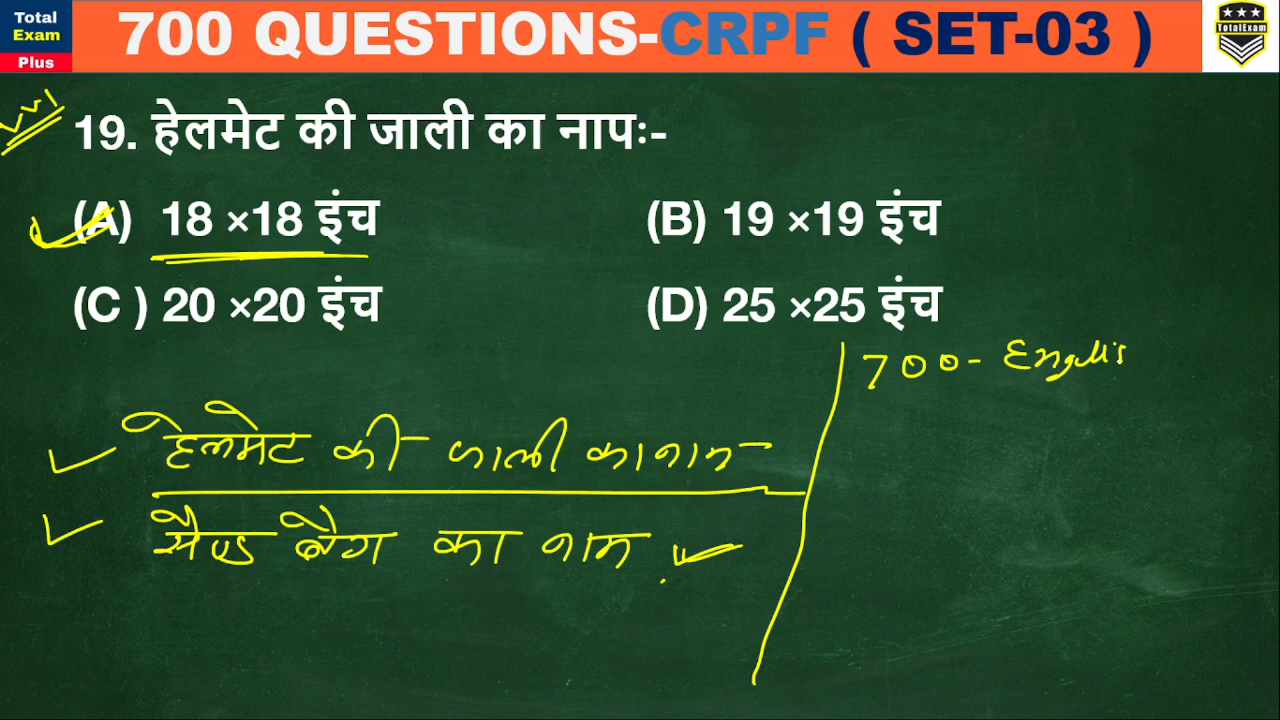 Total
Exam
Plus
700 QUESTIONS-CRPF ( SET-03 )
TotalExam
19. हेलमेट की जाली का नापः-
(A) 18 ×18 इंच
(B) 19 ×19 इंच
(C ) 20 ×20 इंच
(D) 25 ×25 इंच
700- Englis
हेलमेट की जाली का नाम-
सैण्ड बैग का नाम